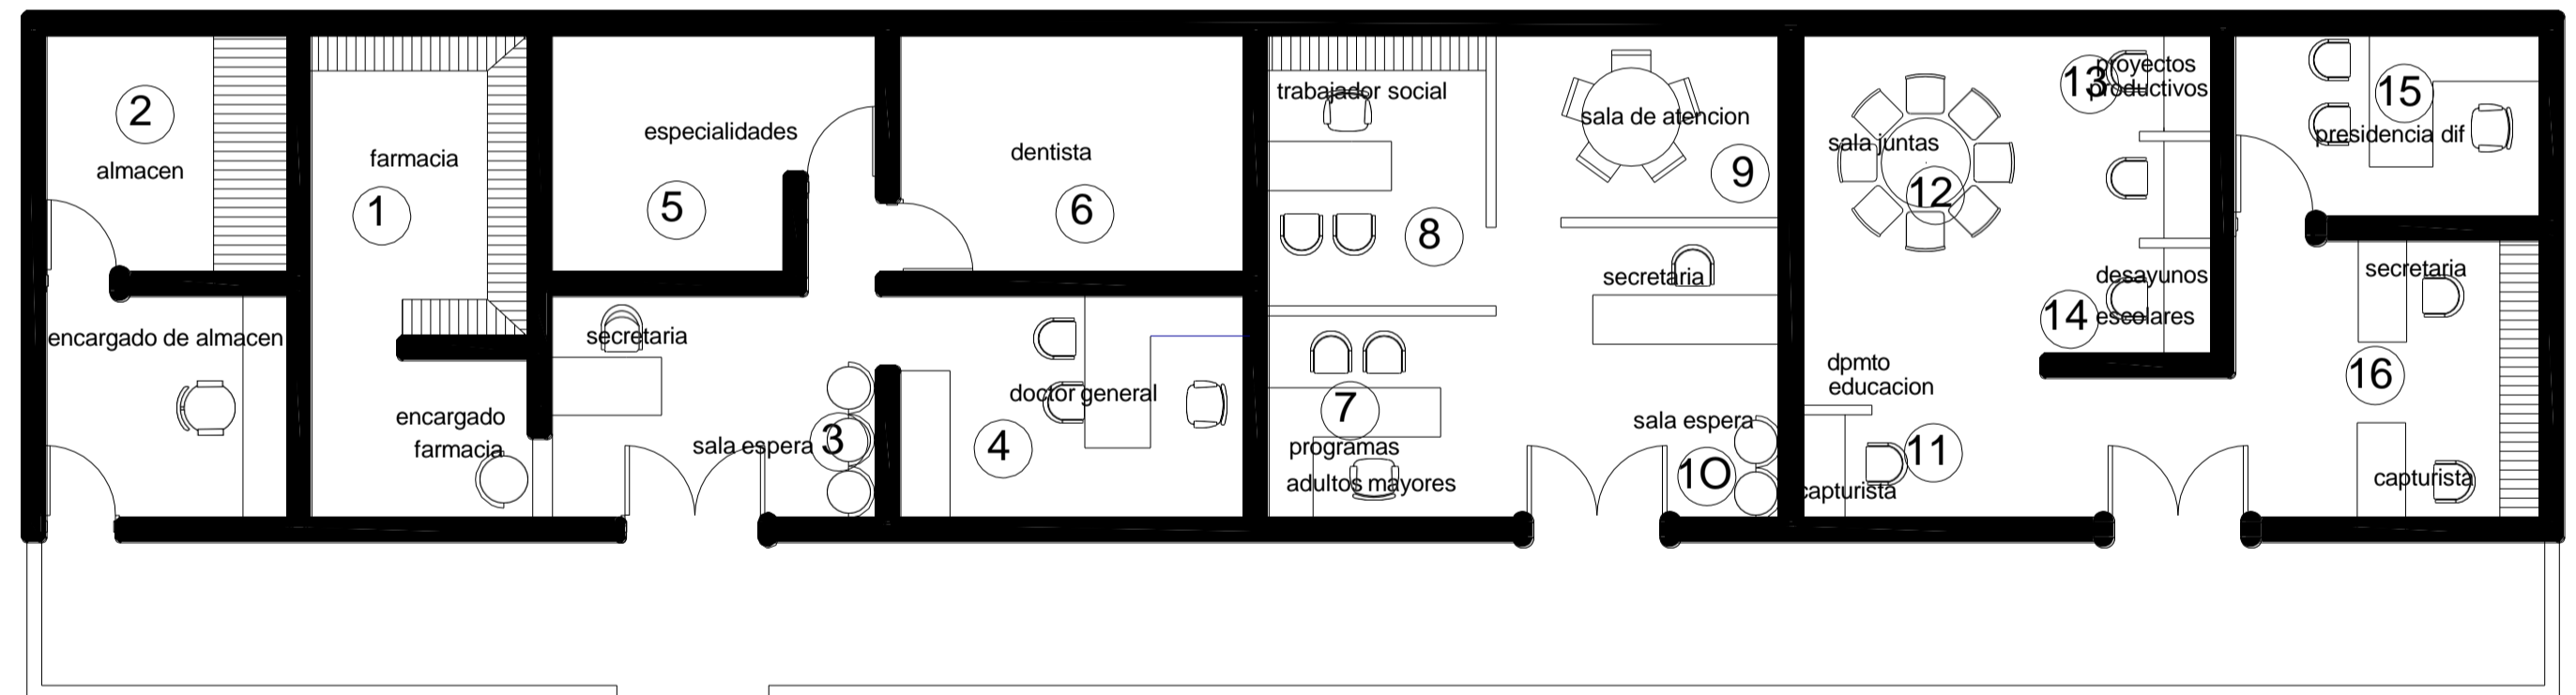 2
almacen
encargado de almacen
farmacia
1
encargado
farmacia
especialidades
5
secretaria
sala espera
3
dentista
6
doctor general
4
trabajador social
8
7
programas
adultos mayores
sala de atencion
9
secretaria
sala espera
10
sala juntas
12
13
proyectos
productivos
desayunos
14
escolares
dpmto
educacion
11
capturista
15
presidencia dif
secretaria
16
capturista